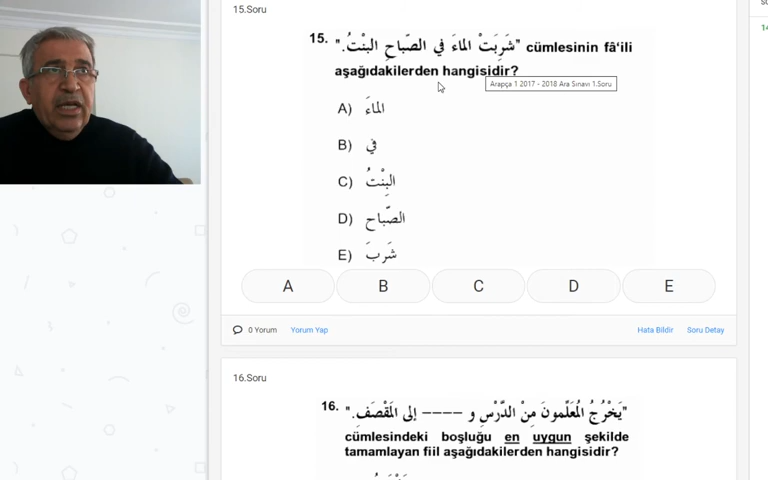 15.Soru
15. "شَرِبَتْ الماءَ في الصَّباحِ البنْتُ." cümlesinin fâ'ili
aşağıdakilerden hangisidir?
Arapça 1 2017 - 2018 Ara Sınavı 1.Soru
A) الماءَ
B) في
C) البِنْتُ
D) الصَّباح
E) شَربَ
A B C D E
0 Yorum Yorum Yap Hata Bildir Soru Detay
16.Soru
16. "يَخْرُجُ المُعَلِّمونَ مِنْ الدَّرْسِ و ---- إلى المَقْصَفِ."
cümlesindeki boşluğu en uygun şekilde
tamamlayan fiil aşağıdakilerden hangisidir?